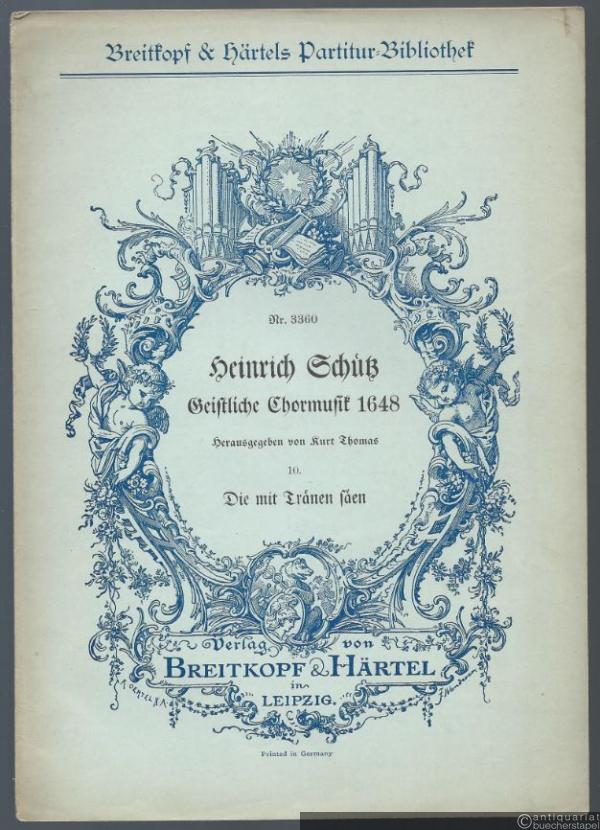 Breitkopf & Härtels Partitur-Bibliothek
Nr. 3360
Heinrich Schütz
Geistliche Chormusik 1648
Herausgegeben von Kurt Thomas
10.
Die mit Tränen säen
Verlag von
BREITKOPF & HÄRTEL
in
LEIPZIG.
Printed in Germany
antiquariat
buecherstapel